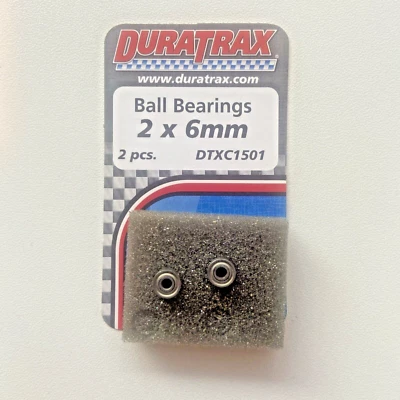 DURATRAX
www.duratrax.com
Ball Bearings
2 x 6mm
2 pcs. DTXC1501